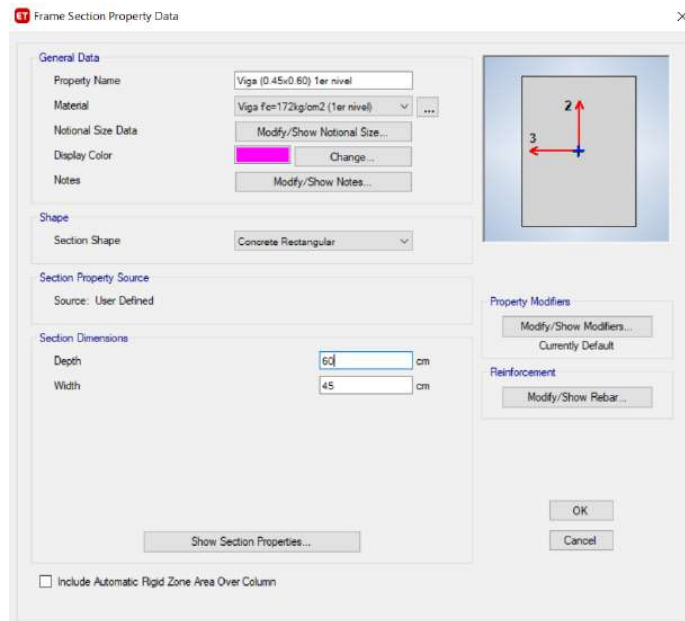 ET Frame Section Property Data
General Data
Property Name Viga (0.45x0.60) 1er nivel
Material Viga f'c=172kg/cm2 (1er nivel) ...
Notional Size Data Modify/Show Notional Size...
Display Color Change...
Notes Modify/Show Notes...
Shape
Section Shape Concrete Rectangular
Section Property Source
Source: User Defined
Section Dimensions
Depth 60 cm
Width 45 cm
Show Section Properties...
Include Automatic Rigid Zone Area Over Column
2
3
Property Modifiers
Modify/Show Modifiers...
Currently Default
Reinforcement
Modify/Show Rebar...
OK
Cancel